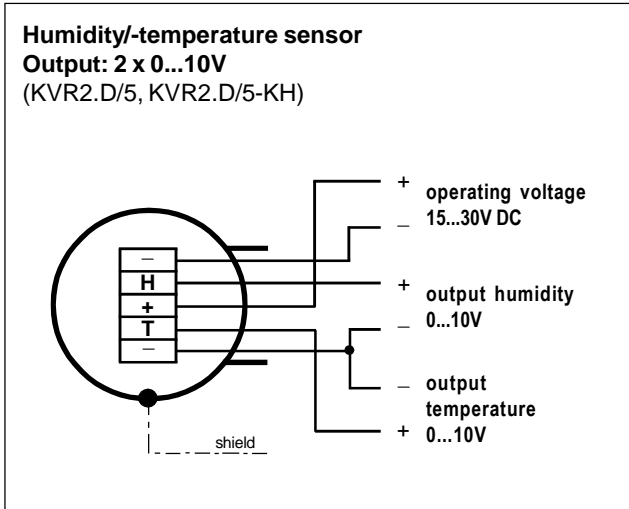 Humidity/-temperature sensor
Output: 2 x 0...10V
(KVR2.D/5, KVR2.D/5-KH)
–
H
+
T
–
+ operating voltage
– 15...30V DC
+ output humidity
– 0...10V
– output
temperature
+ 0...10V
shield